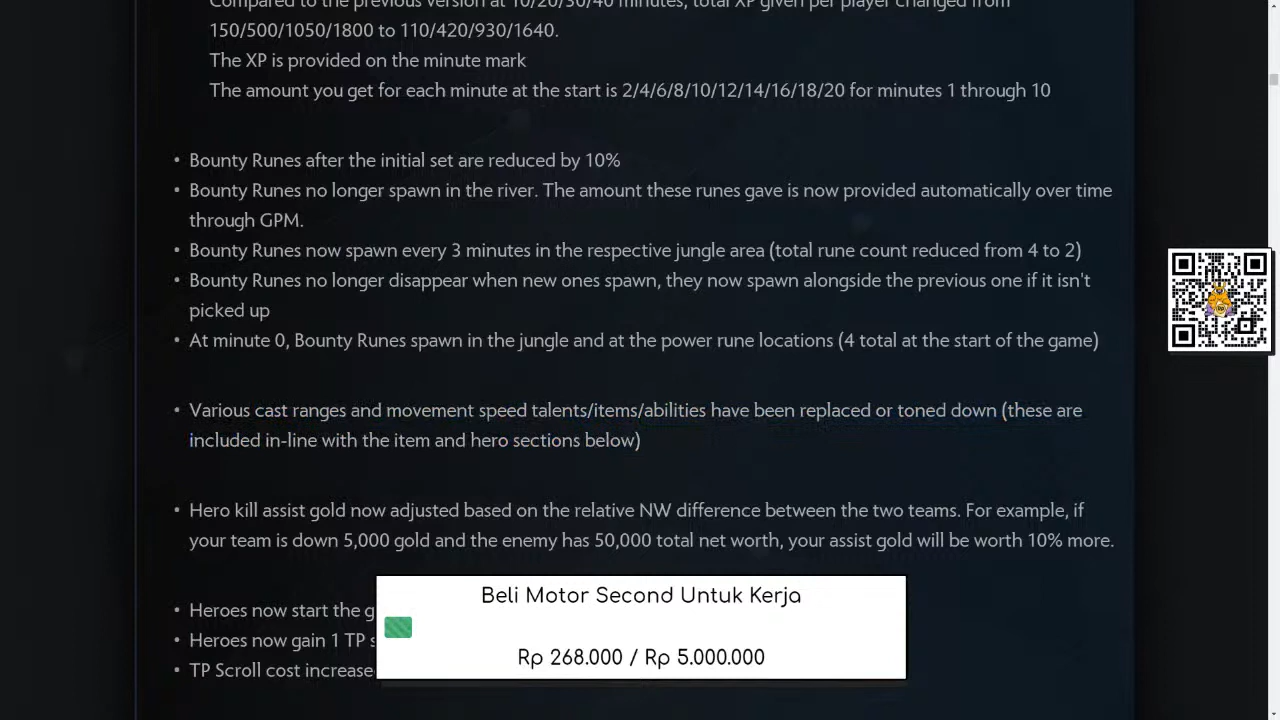 Compared to the previous version at 10/20/30/40 minutes, total XP given per player changed from
150/500/1050/1800 to 110/420/930/1640.
The XP is provided on the minute mark
The amount you get for each minute at the start is 2/4/6/8/10/12/14/16/18/20 for minutes 1 through 10
• Bounty Runes after the initial set are reduced by 10%
• Bounty Runes no longer spawn in the river. The amount these runes gave is now provided automatically over time
through GPM.
• Bounty Runes now spawn every 3 minutes in the respective jungle area (total rune count reduced from 4 to 2)
• Bounty Runes no longer disappear when new ones spawn, they now spawn alongside the previous one if it isn't
picked up
• At minute 0, Bounty Runes spawn in the jungle and at the power rune locations (4 total at the start of the game)
• Various cast ranges and movement speed talents/items/abilities have been replaced or toned down (these are
included in-line with the item and hero sections below)
• Hero kill assist gold now adjusted based on the relative NW difference between the two teams. For example, if
your team is down 5,000 gold and the enemy has 50,000 total net worth, your assist gold will be worth 10% more.
• Heroes now start the
• Heroes now gain 1 TP
• TP Scroll cost increase
Beli Motor Second Untuk Kerja
Rp 268.000 / Rp 5.000.000